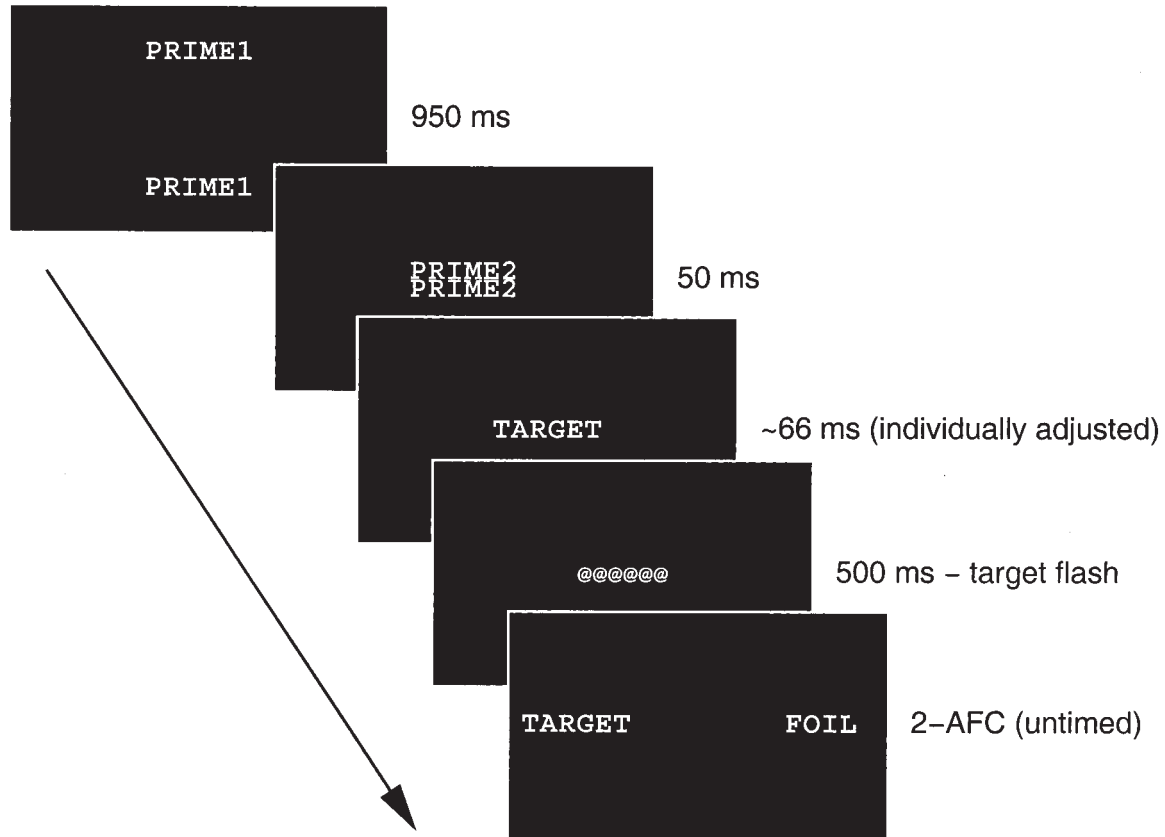 PRIME1
950 ms
PRIME1
PRIME2
PRIME2
50 ms
TARGET
~66 ms (individually adjusted)
@@@@@@
500 ms – target flash
TARGET FOIL
2–AFC (untimed)